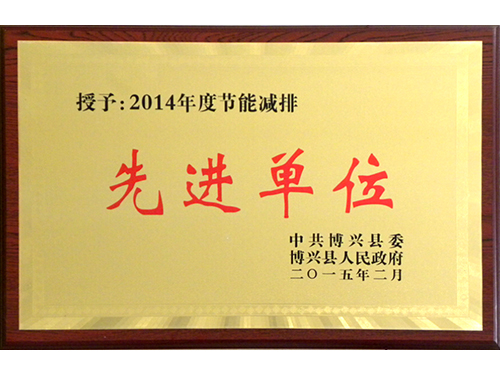 授予:2014年度节能减排
先进单位
中共博兴县委
博兴县人民政府
二〇一五年二月